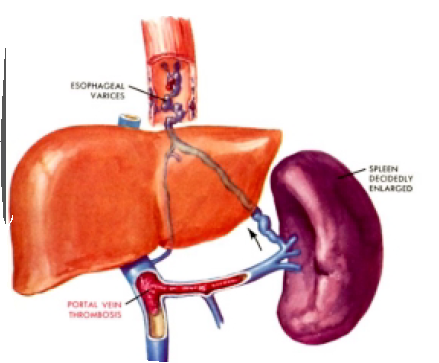 ESOPHAGEAL
VARICES
SPLEEN
DECIDEDLY
ENLARGED
PORTAL VEIN
THROMBOSIS